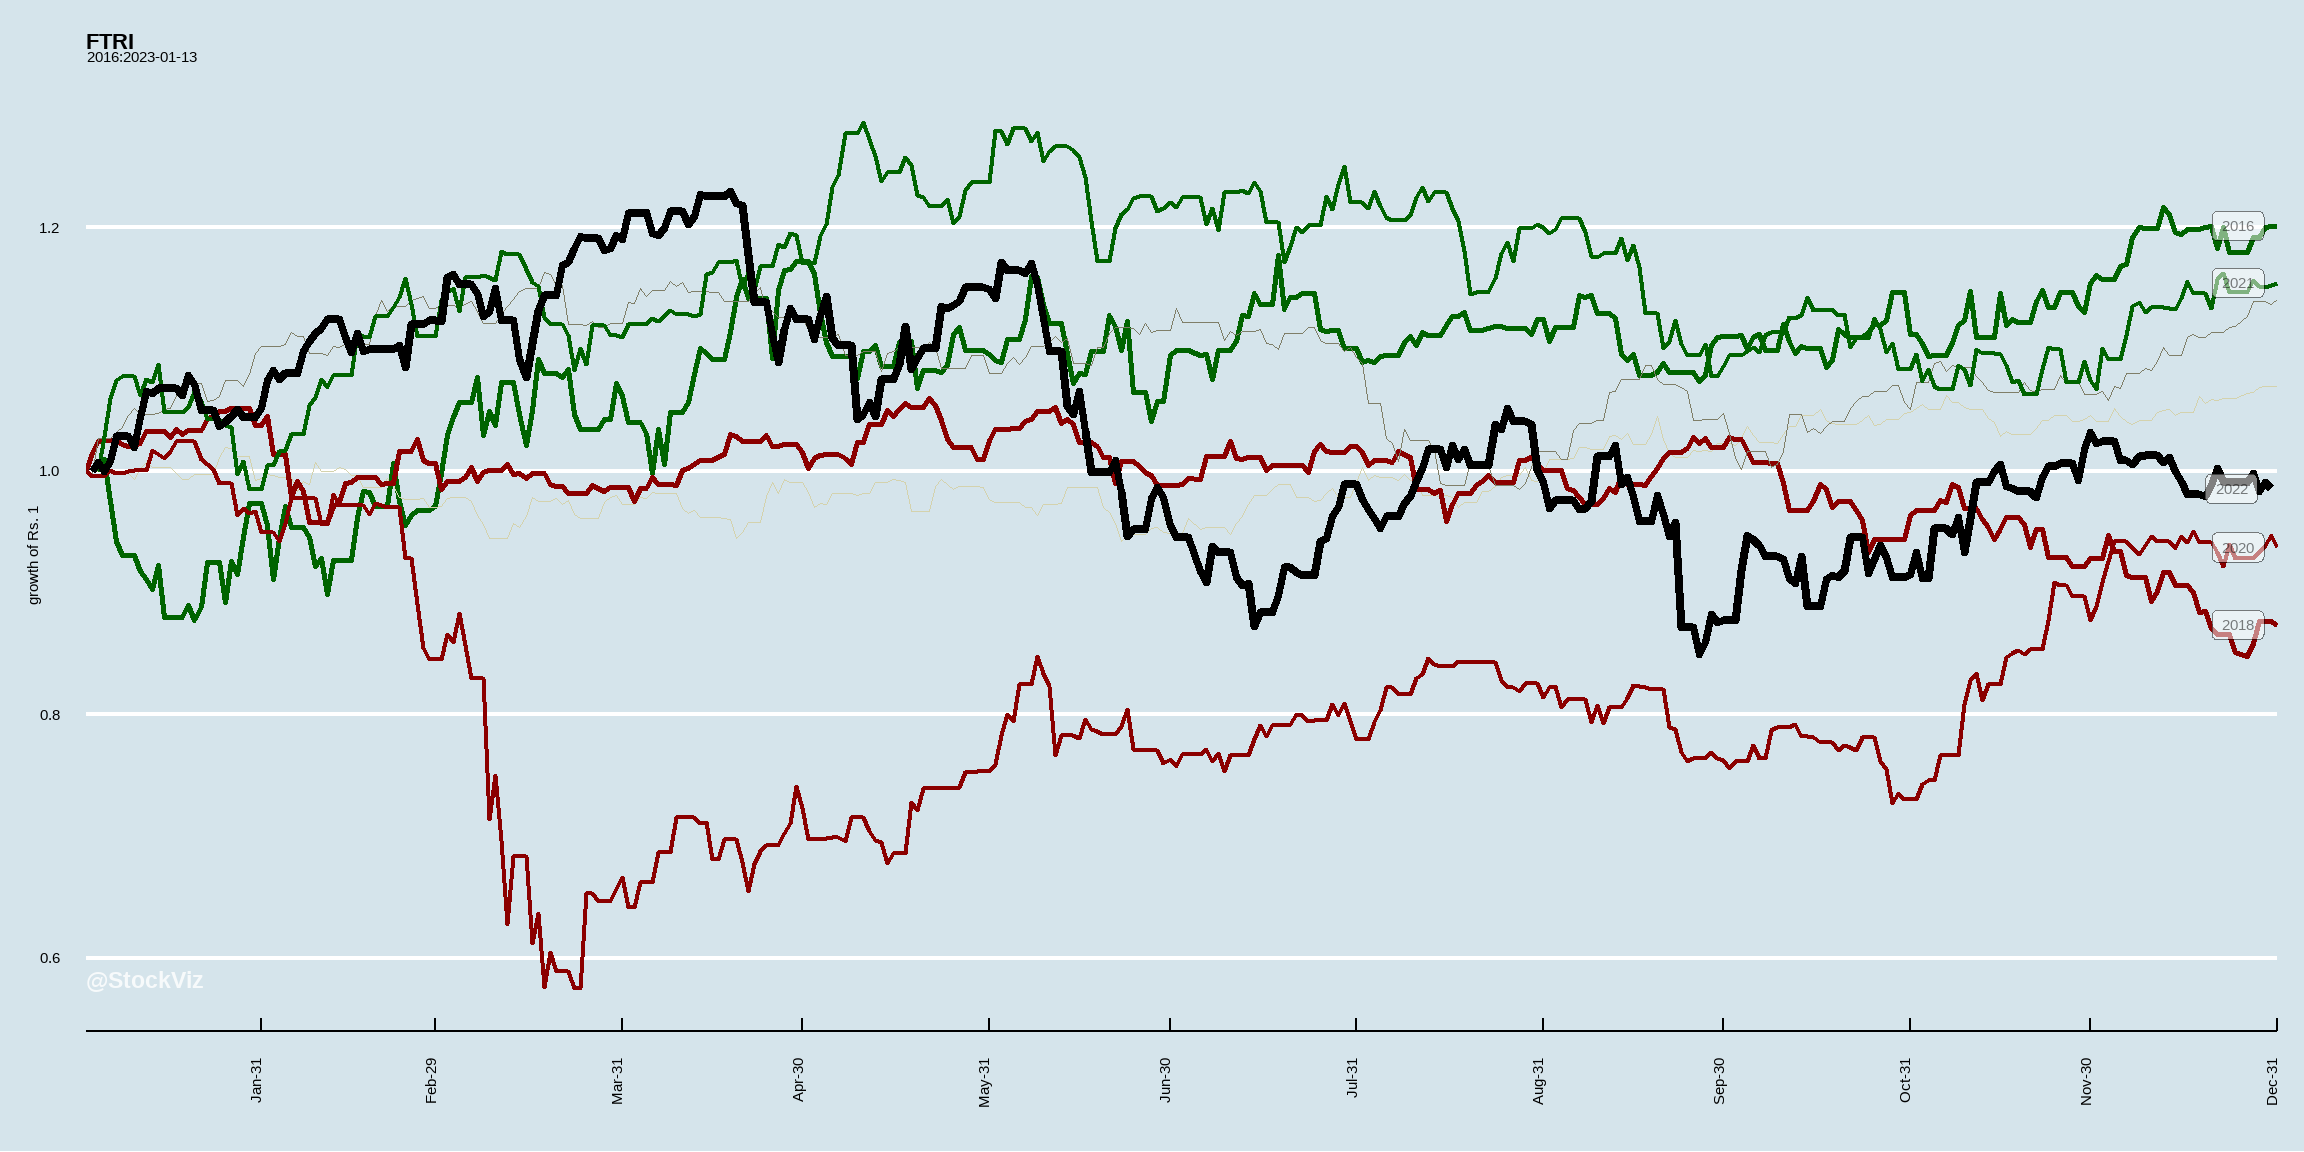 FTRI
2016:2023-01-13
1.2
1.0
0.8
0.6
growth of Rs. 1
2016
2021
2022
2020
2018
@StockViz
Jan-31
Feb-29
Mar-31
Apr-30
May-31
Jun-30
Jul-31
Aug-31
Sep-30
Oct-31
Nov-30
Dec-31